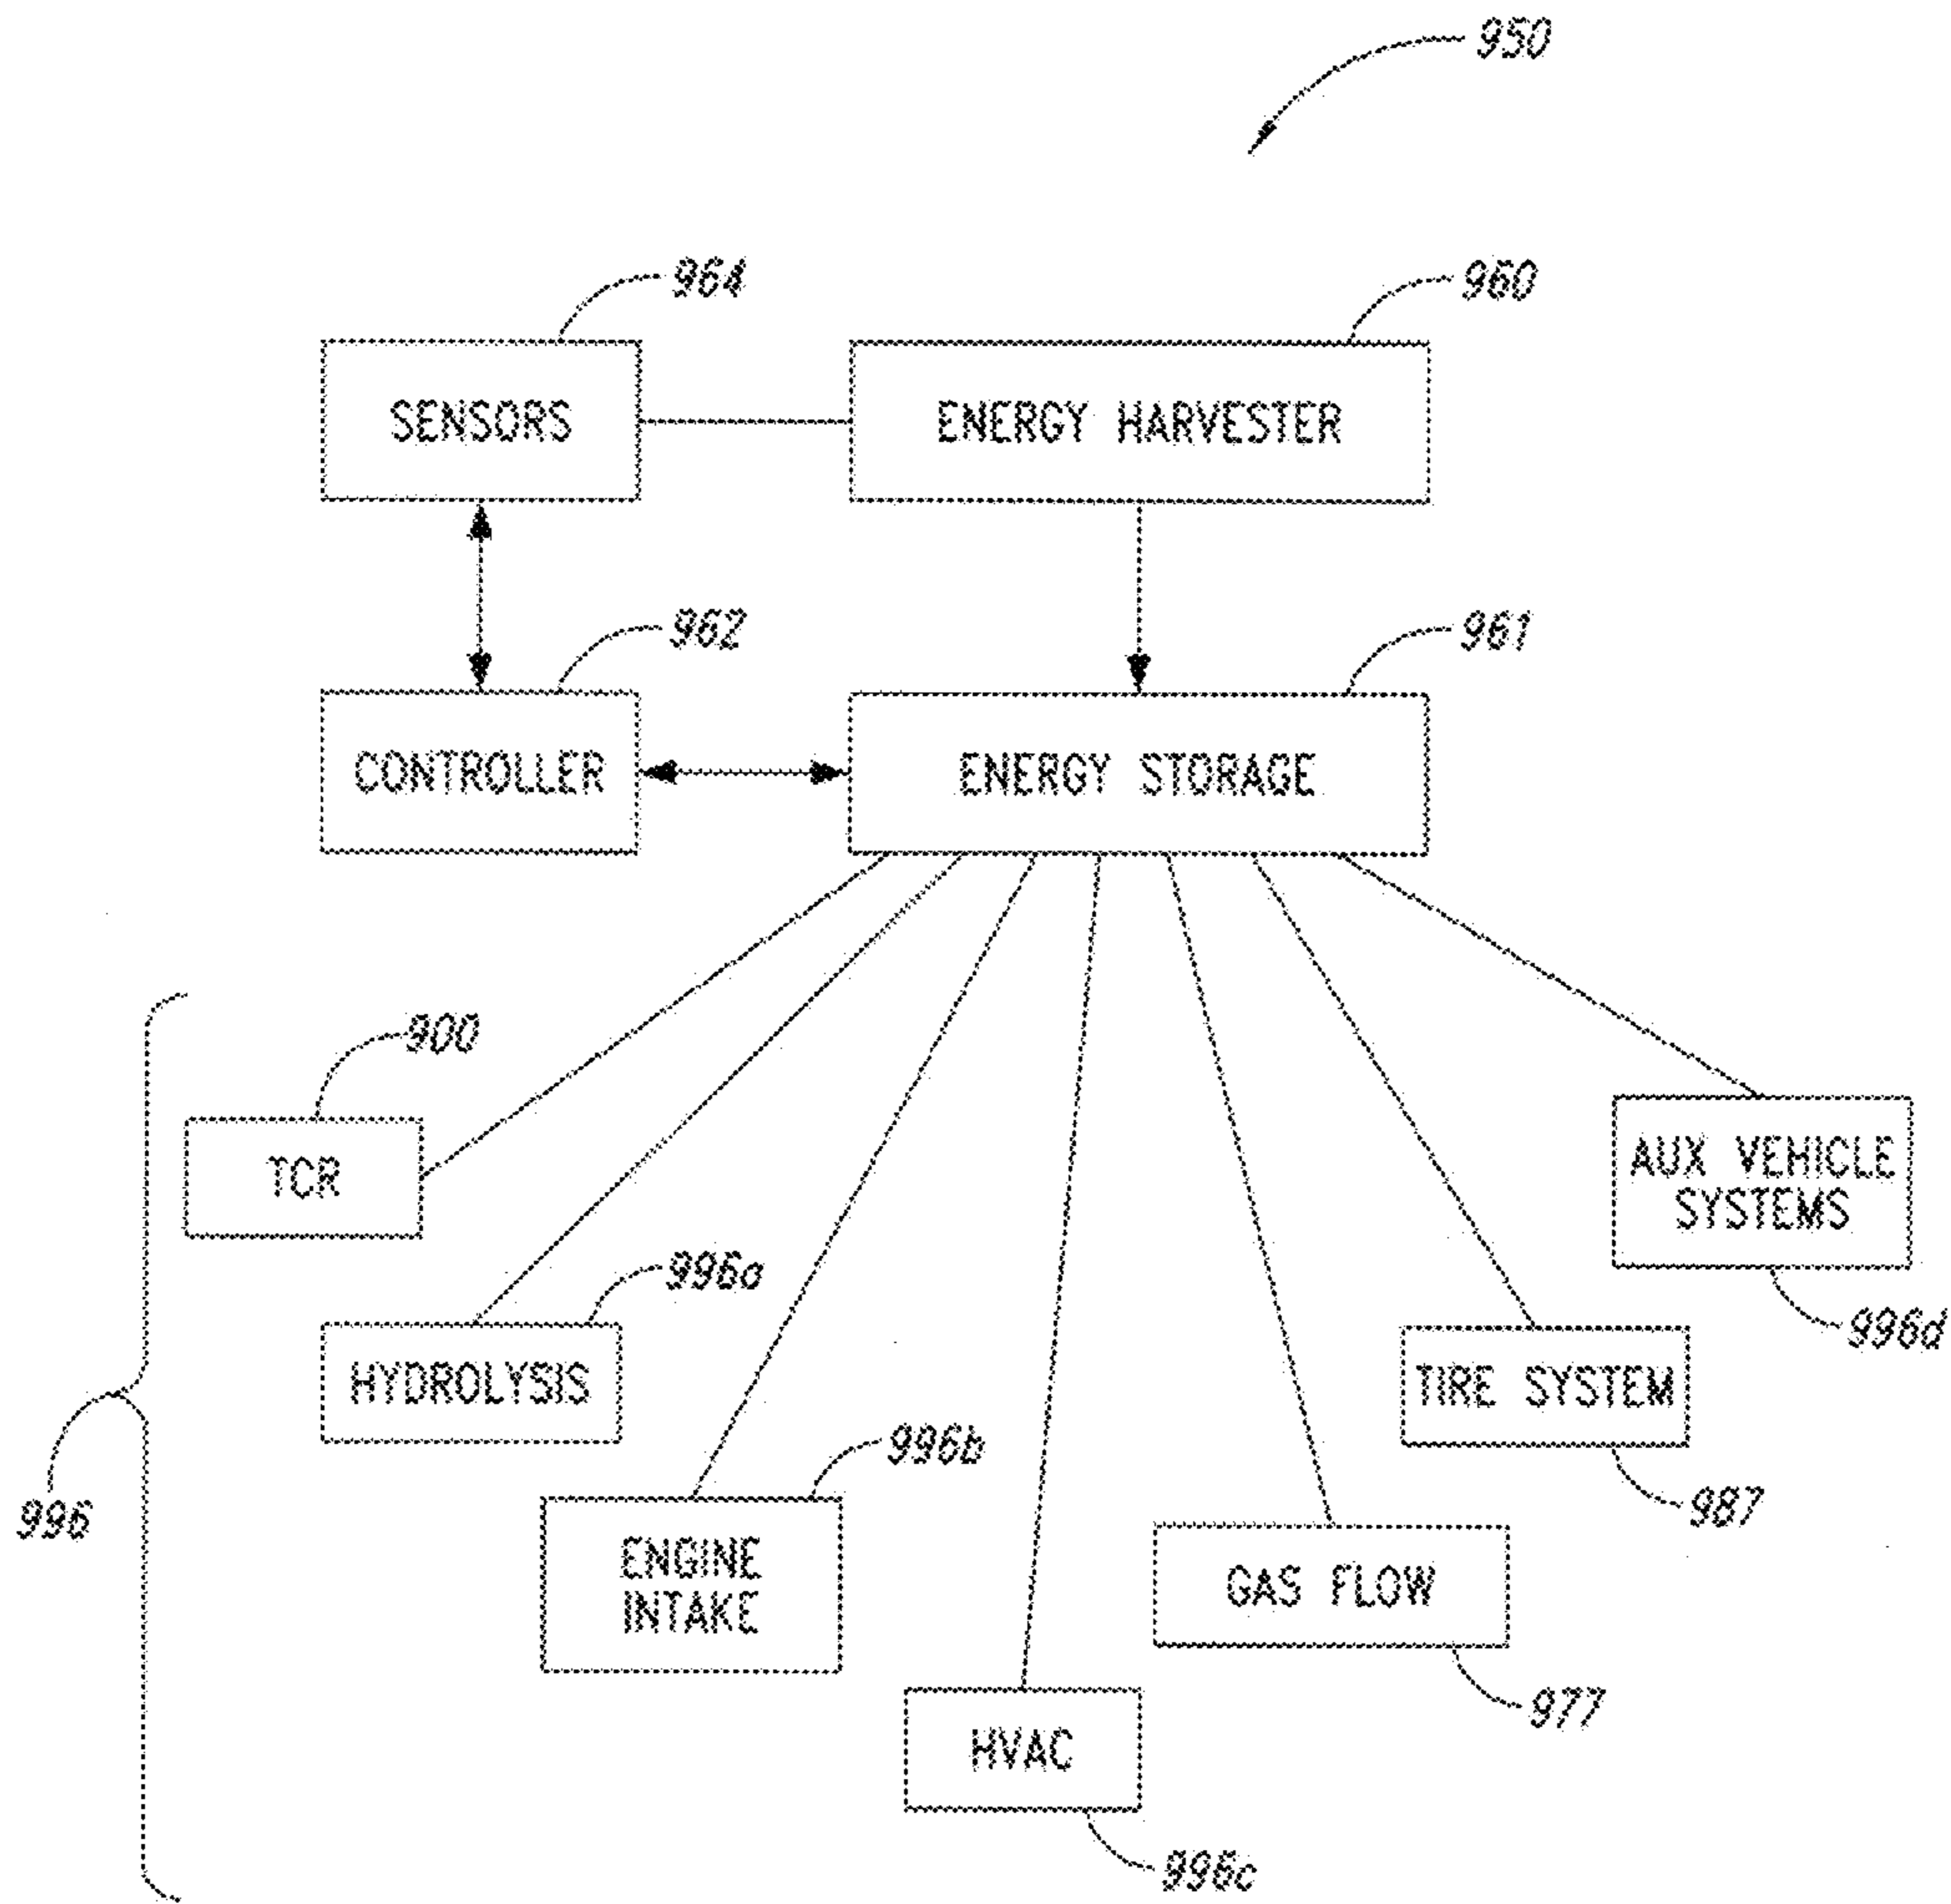 950
964
960
SENSORS
ENERGY HARVESTER
962
961
CONTROLLER
ENERGY STORAGE
900
TCR
AUX VEHICLE
SYSTEMS
996a
996d
HYDROLYSIS
TIRE SYSTEM
996b
987
996
ENGINE
INTAKE
GAS FLOW
977
HVAC
996c